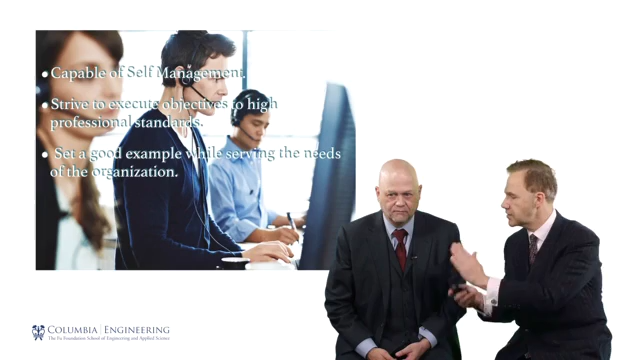 • Capable of Self Management.
• Strive to execute objectives to high
professional standards.
• Set a good example while serving the needs
of the organization.
COLUMBIA | ENGINEERING
The Fu Foundation School of Engineering and Applied Science